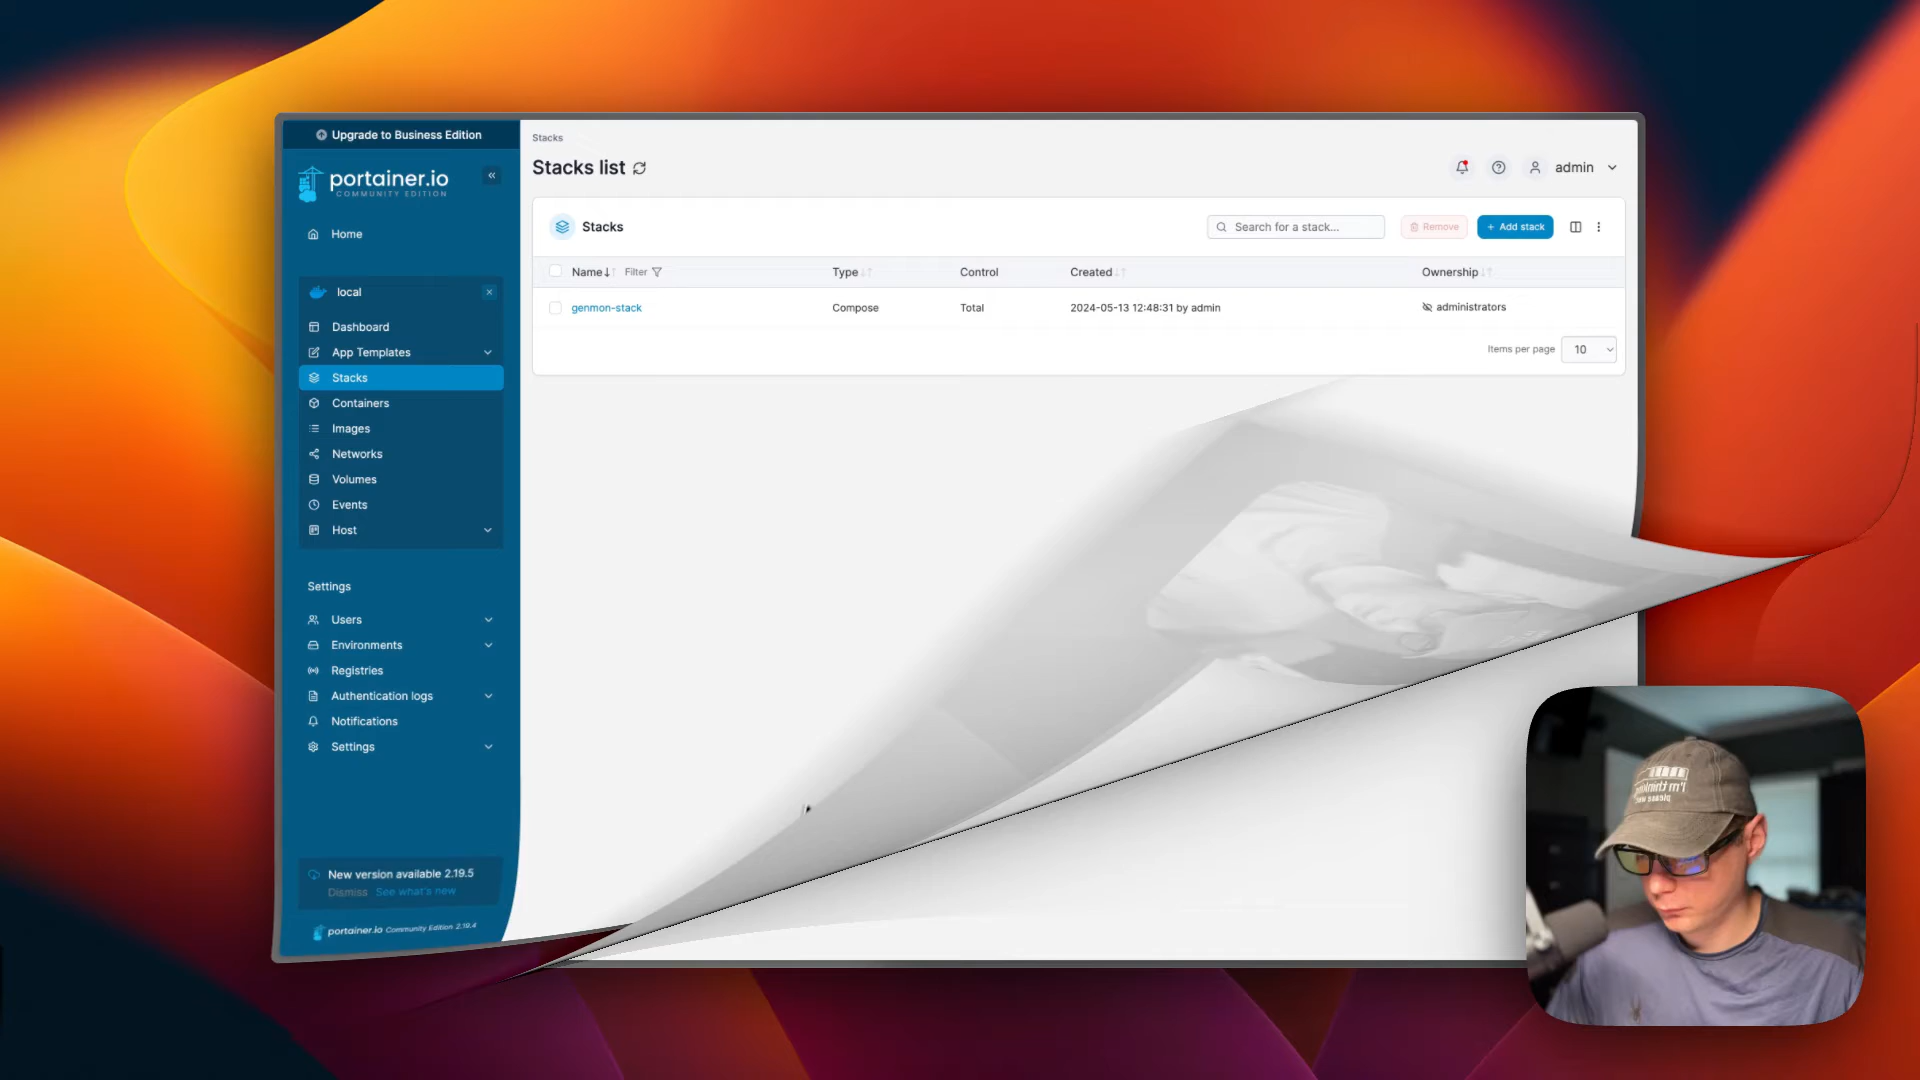 Upgrade to Business Edition
portainer.io
COMMUNITY EDITION
Home
local
Dashboard
App Templates
Stacks
Containers
Images
Networks
Volumes
Events
Host
Settings
Users
Environments
Registries
Authentication logs
Notifications
Settings
New version available 2.19.5
Dismiss See what's new
portainer.io Community Edition 2.19.4
Stacks
Stacks list
admin
Stacks
Search for a stack...
Remove
+ Add stack
Name Filter Type Control Created Ownership
genmon-stack Compose Total 2024-05-13 12:48:31 by admin administrators
Items per page 10
I'm thinking
please wait